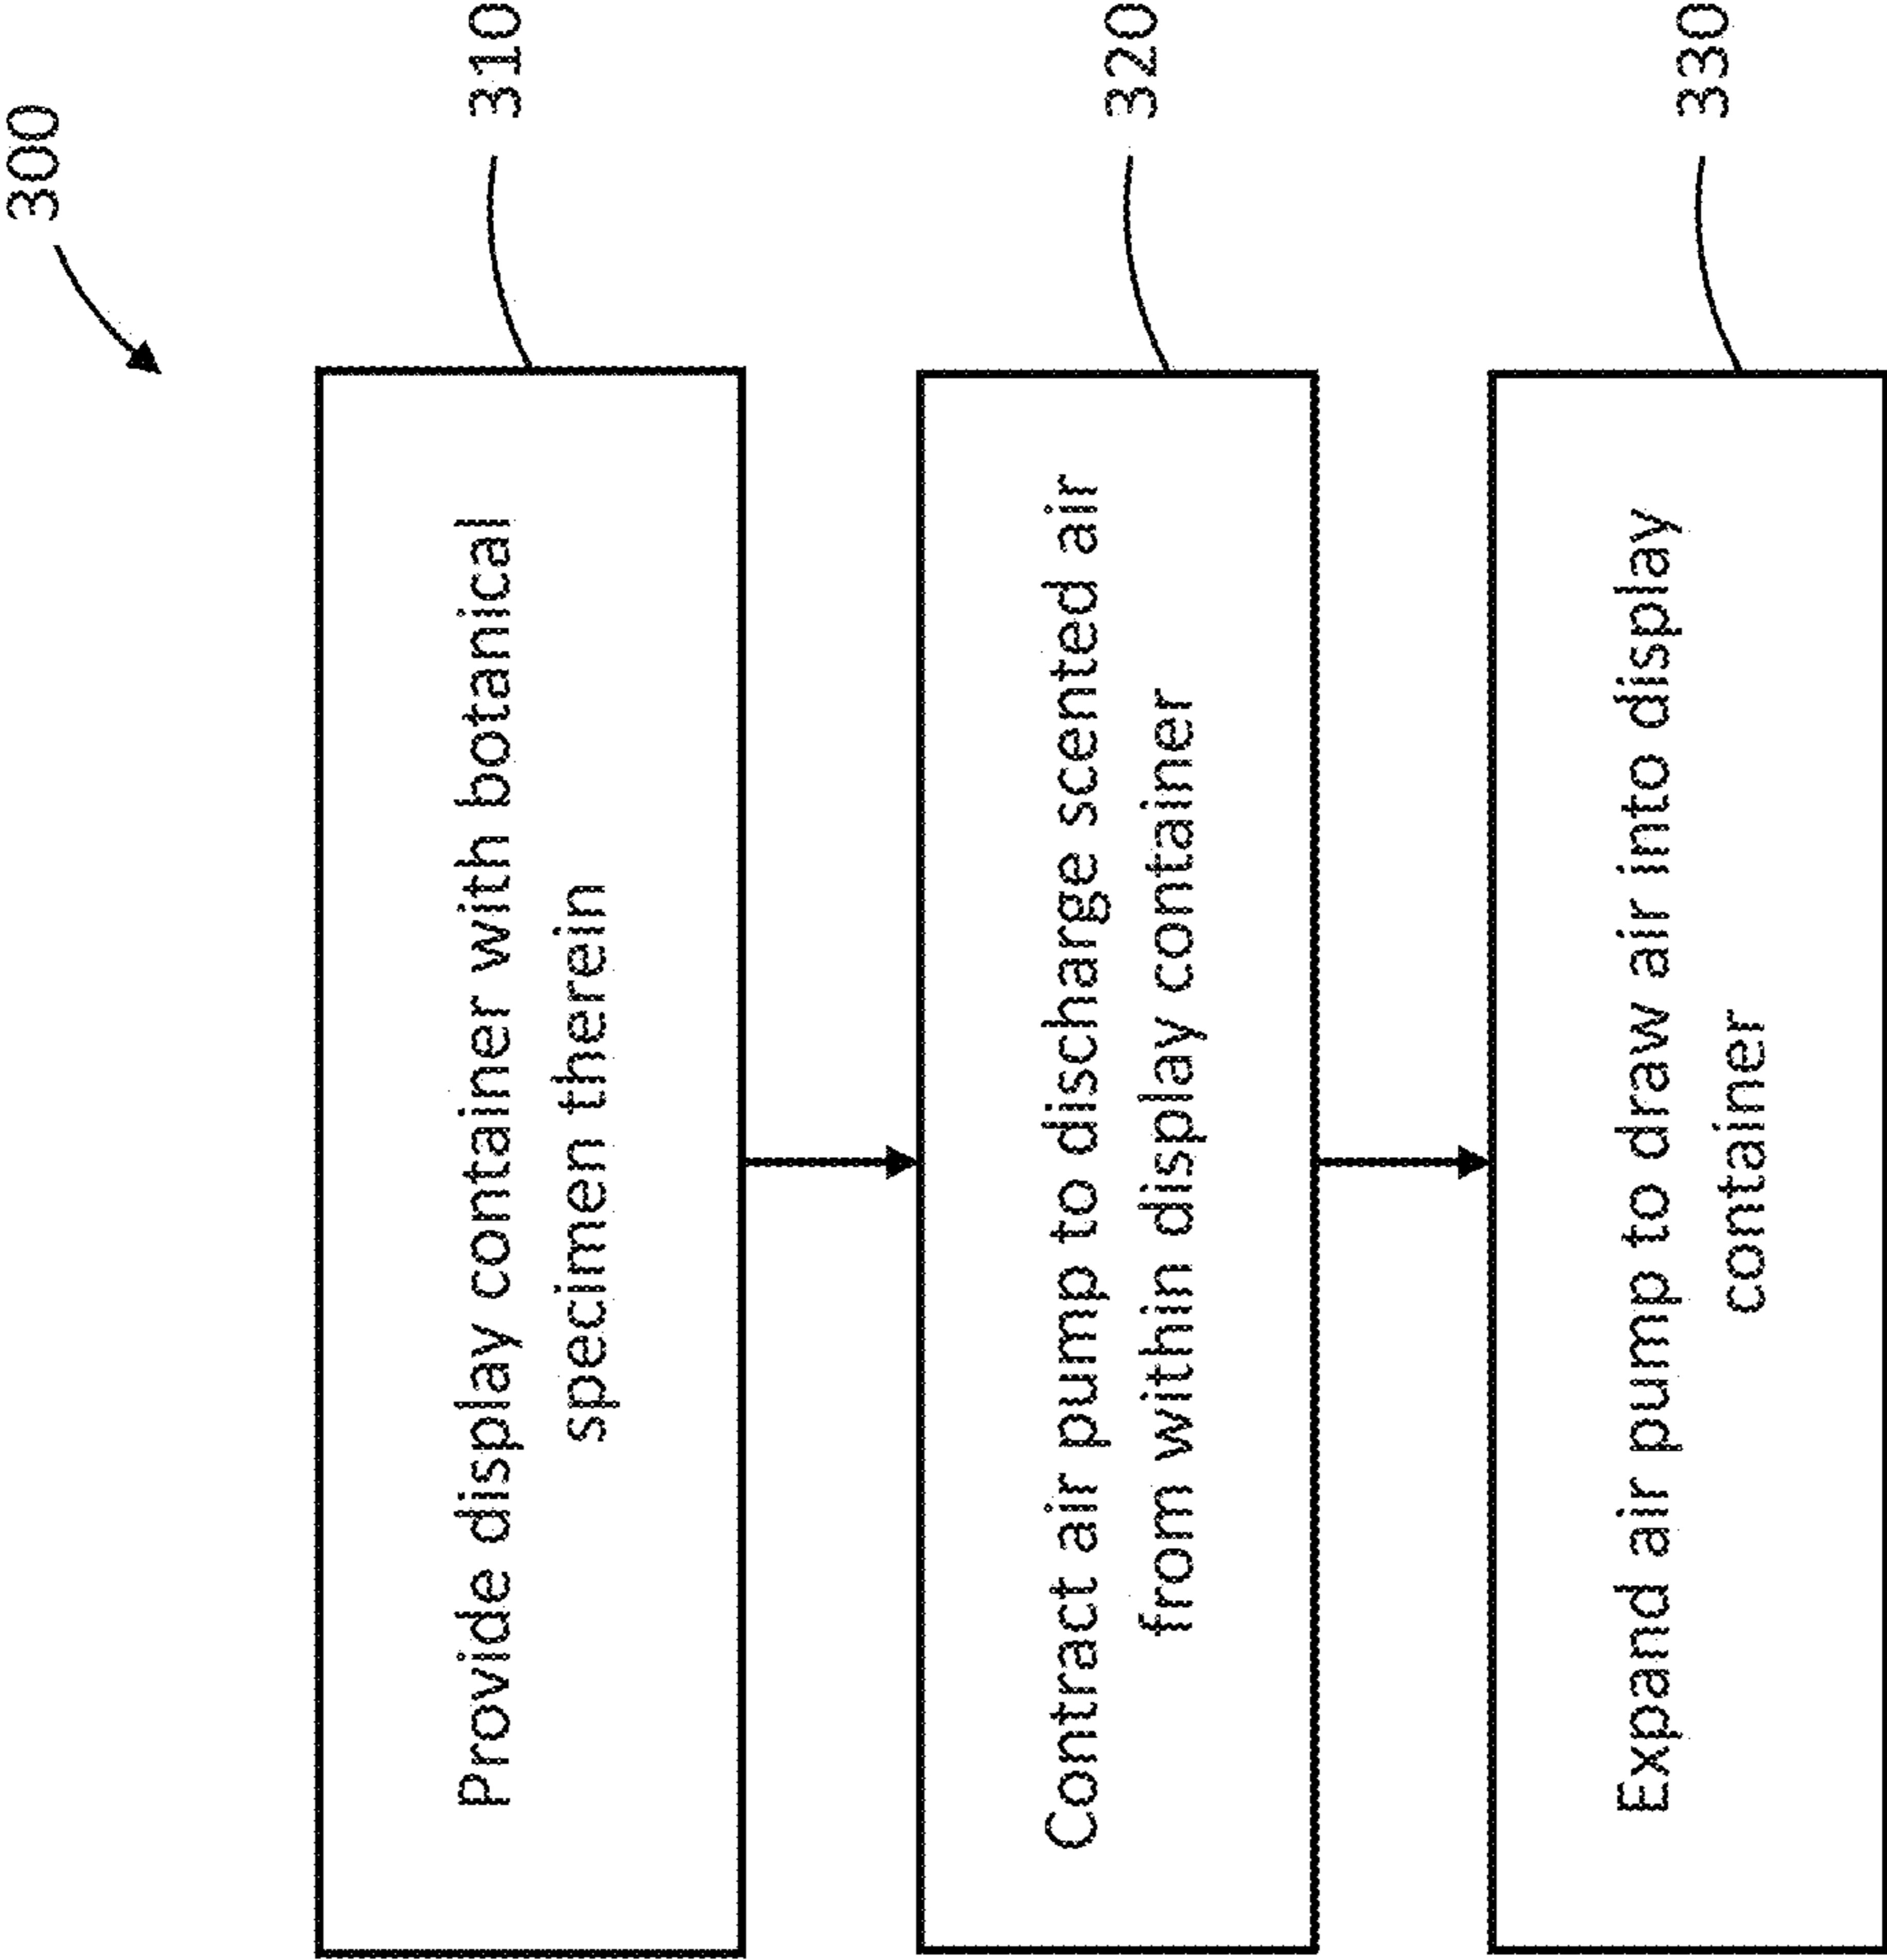 300
Provide display container with botanical
specimen therein
310
Contract air pump to discharge scented air
from within display container
320
Expand air pump to draw air into display
container
330